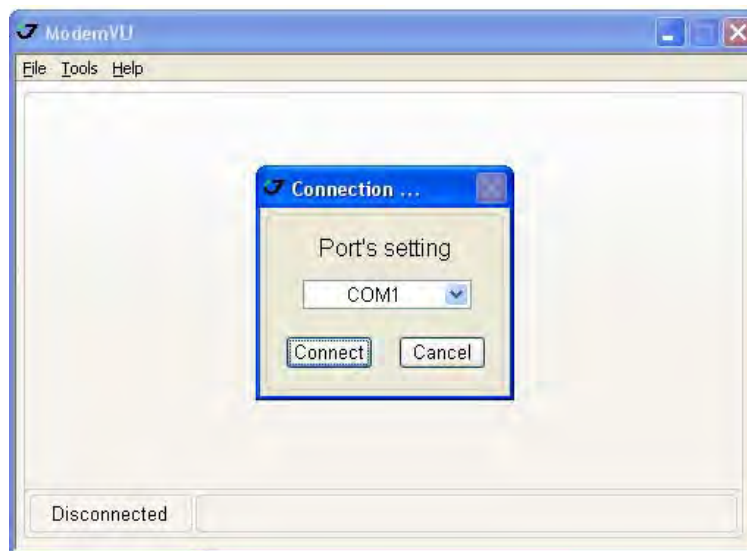 ModemVU
File Tools Help
Connection ...
Port's setting
COM1
Connect Cancel
Disconnected